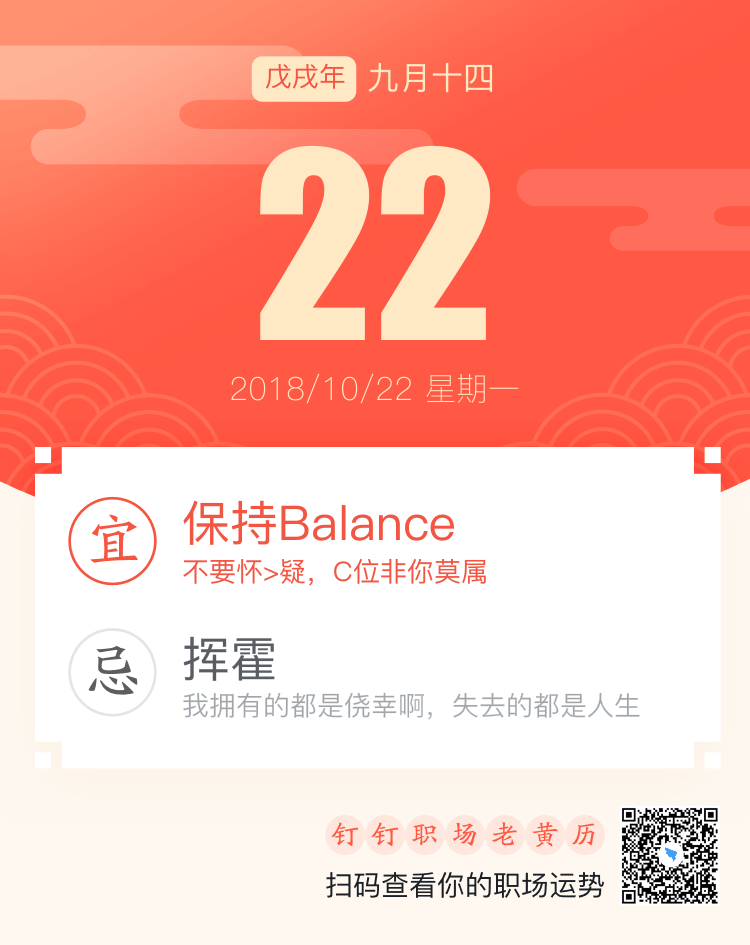 戊戌年 九月十四
22
2018/10/22 星期一
宜
保持Balance
不要怀>疑，C位非你莫属
忌
挥霍
我拥有的都是侥幸啊，失去的都是人生
钉钉职场老黄历
扫码查看你的职场运势